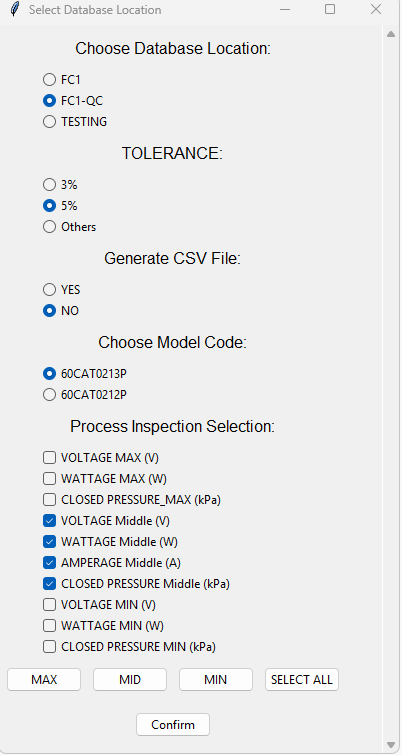 Select Database Location
Choose Database Location:
FC1
FC1-QC
TESTING
TOLERANCE:
3%
5%
Others
Generate CSV File:
YES
NO
Choose Model Code:
60CAT0213P
60CAT0212P
Process Inspection Selection:
VOLTAGE MAX (V)
WATTAGE MAX (W)
CLOSED PRESSURE_MAX (kPa)
VOLTAGE Middle (V)
WATTAGE Middle (W)
AMPERAGE Middle (A)
CLOSED PRESSURE Middle (kPa)
VOLTAGE MIN (V)
WATTAGE MIN (W)
CLOSED PRESSURE MIN (kPa)
MAX MID MIN SELECT ALL
Confirm